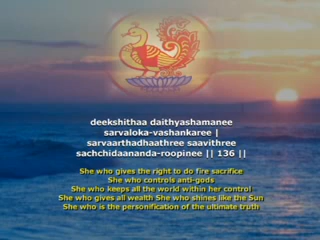 deekshithaa daithyashamanee
sarvaloka-vashankaree |
sarvaarthadhaathree saavithree
sachchidaananda-roopinee || 136 ||
She who gives the right to do fire sacrifice
She who controls anti-gods
She who keeps all the world within her control
She who gives all wealth She who shines like the Sun
She who is the personification of the ultimate truth